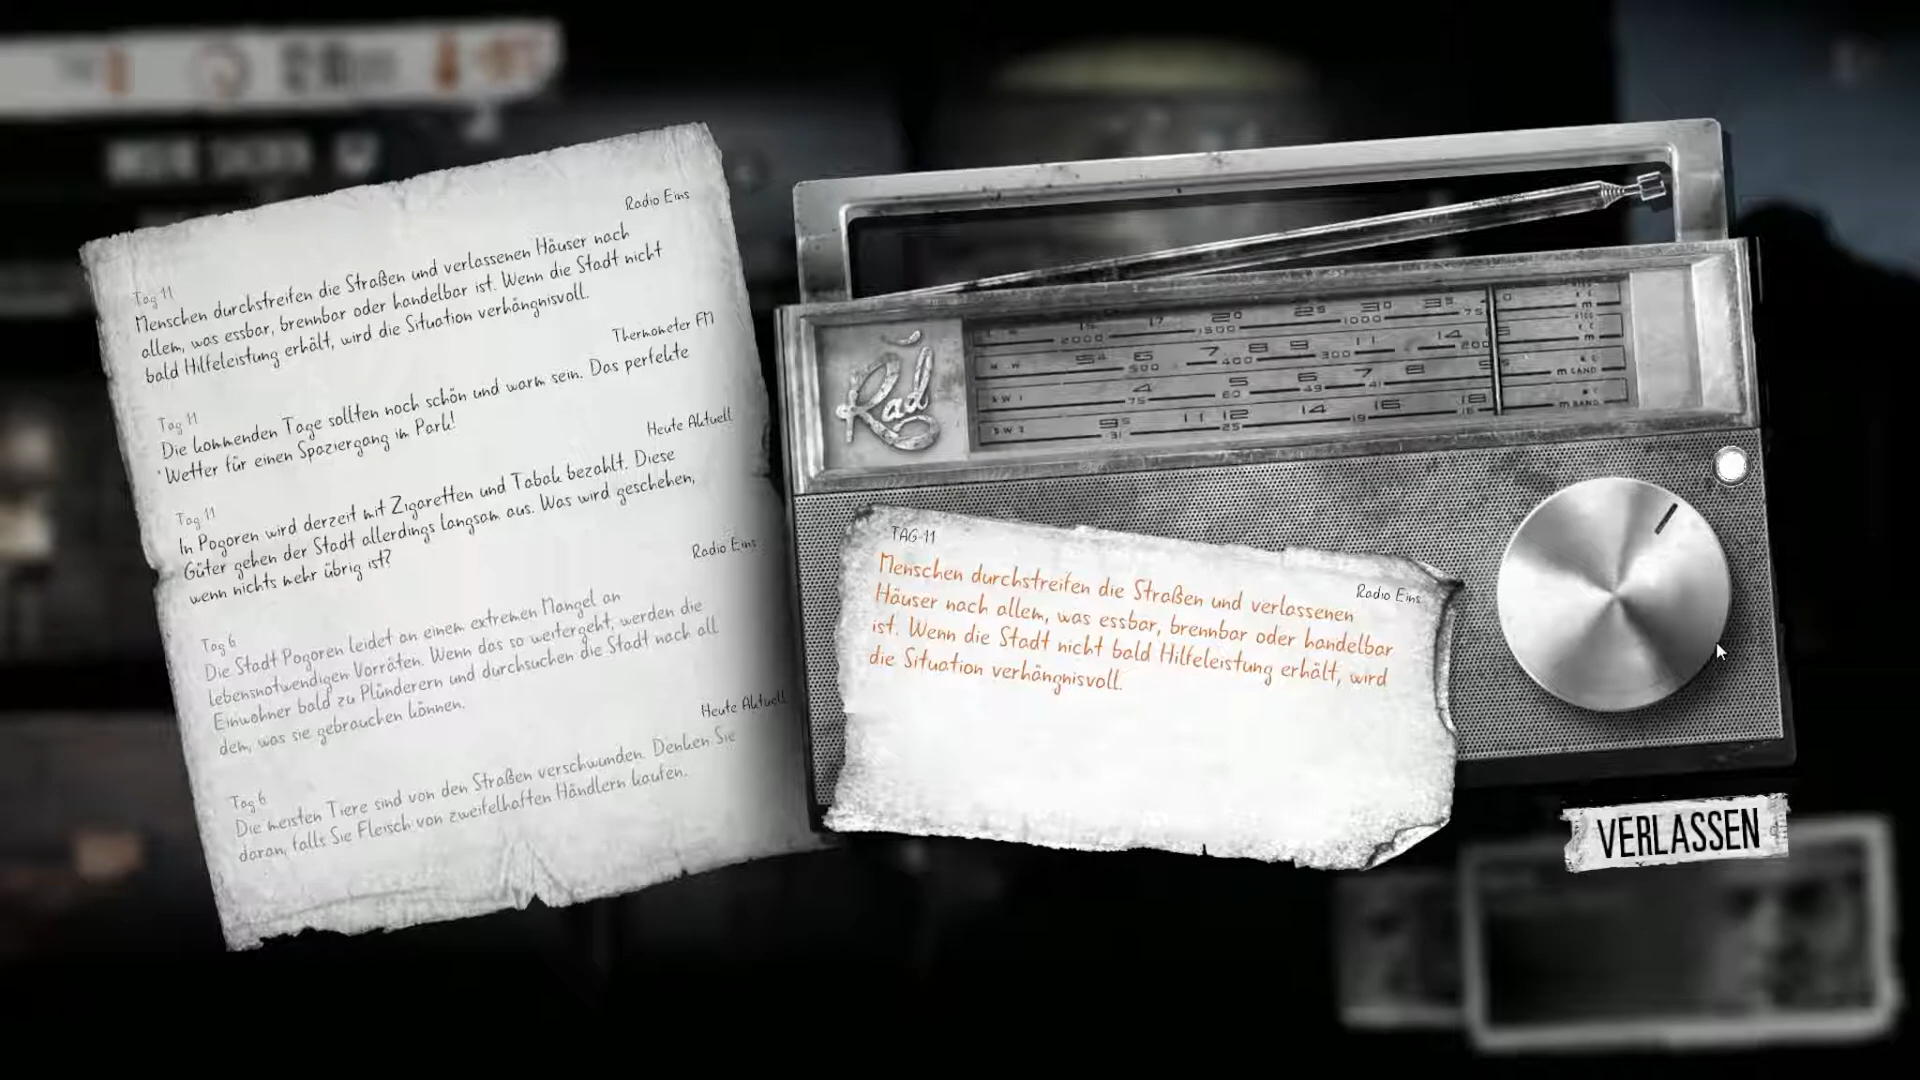 Radio Eins
Tag 11
Menschen durchstreifen die Straßen und verlassenen Häuser nach
allem, was essbar, brennbar oder handelbar ist. Wenn die Stadt nicht
bald Hilfeleistung erhält, wird die Situation verhängnisvoll.
Thermometer FM
Tag 11
Die kommenden Tage sollten noch schön und warm sein. Das perfekte
Wetter für einen Spaziergang im Park!
Heute Aktuell
Tag 11
In Pogoren wird derzeit mit Zigaretten und Tabak bezahlt. Diese
Güter gehen der Stadt allerdings langsam aus. Was wird geschehen,
wenn nichts mehr übrig ist?
Radio Eins
Tag 6
Die Stadt Pogoren leidet an einem extremen Mangel an
lebensnotwendigen Vorräten. Wenn das so weitergeht, werden die
Einwohner bald zu Plünderern und durchsuchen die Stadt nach all
dem, was sie gebrauchen können.
Heute Aktuell
Tag 6
Die meisten Tiere sind von den Straßen verschwunden. Denken Sie
daran, falls Sie Fleisch von zweifelhaften Händlern kaufen.
Rad
TAG 11
Radio Eins
Menschen durchstreifen die Straßen und verlassenen
Häuser nach allem, was essbar, brennbar oder handelbar
ist. Wenn die Stadt nicht bald Hilfeleistung erhält, wird
die Situation verhängnisvoll.
VERLASSEN